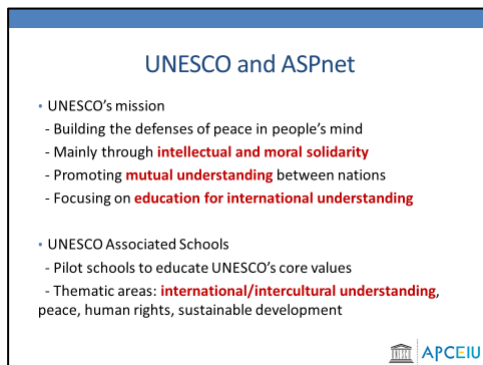 UNESCO and ASPnet
• UNESCO's mission
- Building the defenses of peace in people's mind
- Mainly through intellectual and moral solidarity
- Promoting mutual understanding between nations
- Focusing on education for international understanding
• UNESCO Associated Schools
- Pilot schools to educate UNESCO's core values
- Thematic areas: international/intercultural understanding,
peace, human rights, sustainable development
APCEIU